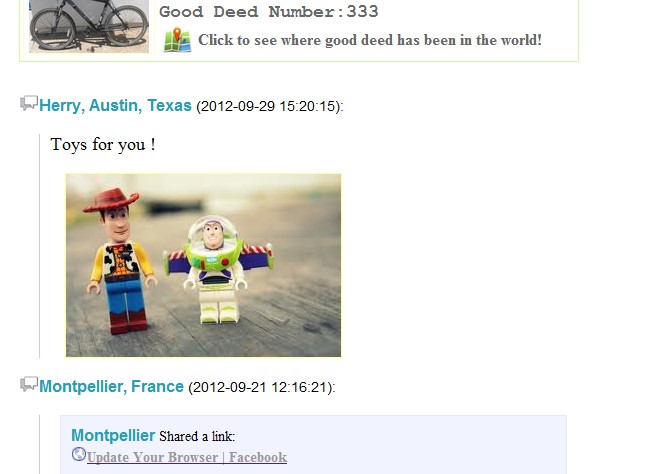 Good Deed Number:333
Click to see where good deed has been in the world!
Herry, Austin, Texas (2012-09-29 15:20:15):
Toys for you !
Montpellier, France (2012-09-21 12:16:21):
Montpellier Shared a link:
Update Your Browser | Facebook